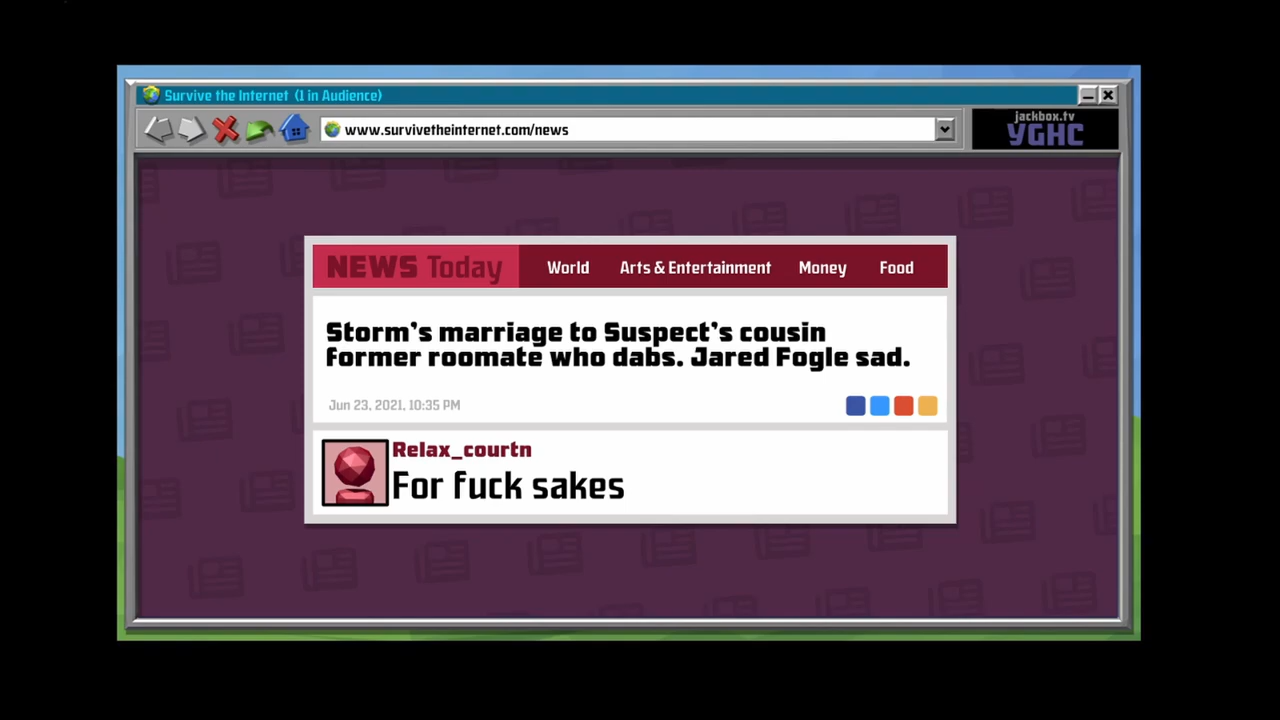 Survive the Internet (1 in Audience)
www.survivetheinternet.com/news
jackbox.tv
YGHC
NEWS Today
World
Arts & Entertainment
Money
Food
Storm's marriage to Suspect's cousin
former roomate who dabs. Jared Fogle sad.
Jun 23, 2021, 10:35 PM
Relax_courtn
For fuck sakes